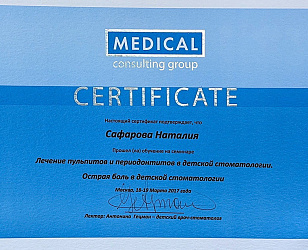 MEDICAL
consulting group
CERTIFICATE
Настоящий сертификат подтверждает, что
Сафарова Наталия
Прошел (ла) обучение на семинаре
Лечение пульпитов и периодонтитов в детской стоматологии.
Острая боль в детской стоматологии
Москва, 18-19 Марта 2017 года
Лектор: Антонина Гецман – детский врач-стоматолог